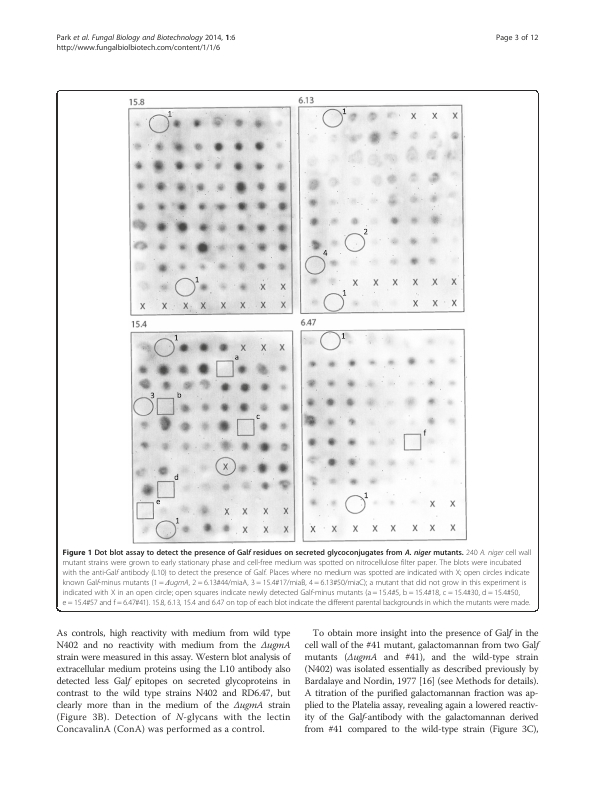 Park et al. Fungal Biology and Biotechnology 2014, 1:6
Page 3 of 12
http://www.fungalbiolbiotech.com/content/1/1/6
15.8
6.13
1
1
X X X
2
4
1
X X
X X X X X X
X X X X X X X X
1
X X X
15.4
6.47
1
X X X
1
a
3
b
c
f
X
d
e
1
X X
X X X X
1
X X X
X X X X X X X X
Figure 1 Dot blot assay to detect the presence of Galf residues on secreted glycoconjugates from A. niger mutants. 240 A. niger cell wall
mutant strains were grown to early stationary phase and cell-free medium was spotted on nitrocellulose filter paper. The blots were incubated
with the anti-Galf antibody (L10) to detect the presence of Galf. Places where no medium was spotted are indicated with X; open circles indicate
known Galf-minus mutants (1 = ΔugmA, 2 = 6.13#44/miaA, 3 = 15.4#17/miaB, 4 = 6.13#50/miaC); a mutant that did not grow in this experiment is
indicated with X in an open circle; open squares indicate newly detected Galf-minus mutants (a = 15.4#5, b = 15.4#18, c = 15.4#30, d = 15.4#50,
e = 15.4#57 and f = 6.47#41). 15.8, 6.13, 15.4 and 6.47 on top of each blot indicate the different parental backgrounds in which the mutants were made.
As controls, high reactivity with medium from wild type
N402 and no reactivity with medium from the ΔugmA
strain were measured in this assay. Western blot analysis of
extracellular medium proteins using the L10 antibody also
detected less Galf epitopes on secreted glycoproteins in
contrast to the wild type strains N402 and RD6.47, but
clearly more than in the medium of the ΔugmA strain
(Figure 3B). Detection of N-glycans with the lectin
ConcavalinA (ConA) was performed as a control.
To obtain more insight into the presence of Galf in the
cell wall of the #41 mutant, galactomannan from two Galf
mutants (ΔugmA and #41), and the wild-type strain
(N402) was isolated essentially as described previously by
Bardalaye and Nordin, 1977 [16] (see Methods for details).
A titration of the purified galactomannan fraction was ap-
plied to the Platelia assay, revealing again a lowered reactiv-
ity of the Galf-antibody with the galactomannan derived
from #41 compared to the wild-type strain (Figure 3C),